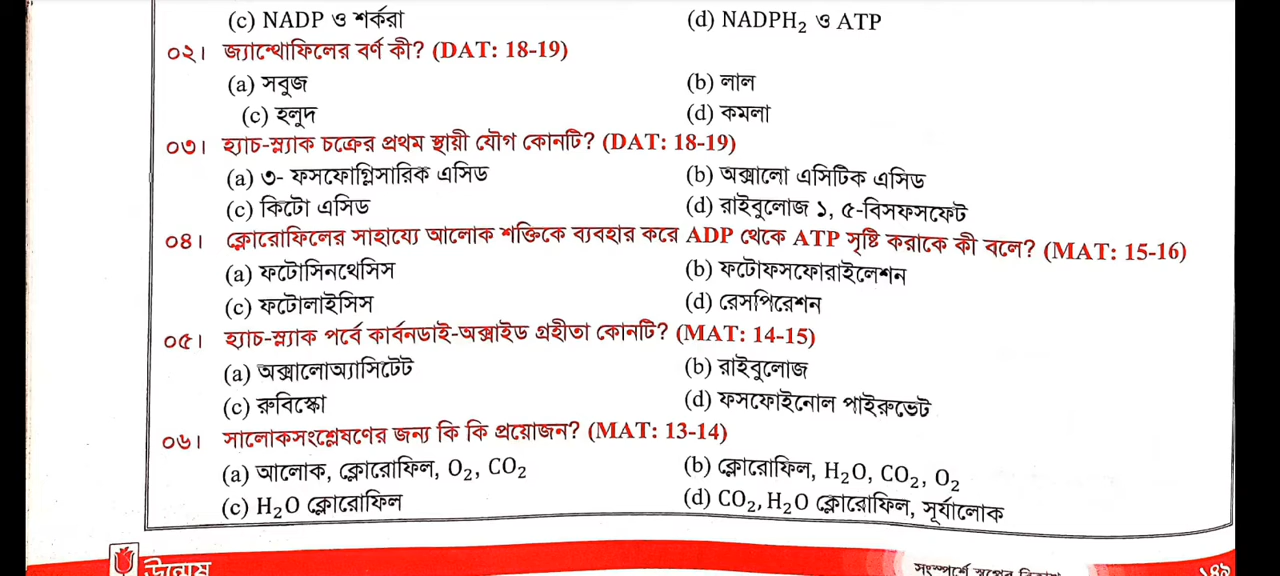 (c) NADP ও শর্করা (d) NADPH₂ ও ATP
০২। জ্যান্থোফিলের বর্ণ কী? (DAT: 18-19)
(a) সবুজ (b) লাল
(c) হলুদ (d) কমলা
০৩। হ্যাচ-স্ল্যাক চক্রের প্রথম স্থায়ী যৌগ কোনটি? (DAT: 18-19)
(a) ৩- ফসফোগ্লিসারিক এসিড (b) অক্সালো এসিটিক এসিড
(c) কিটো এসিড (d) রাইবুলোজ ১, ৫-বিসফসফেট
০৪। ক্লোরোফিলের সাহায্যে আলোক শক্তিকে ব্যবহার করে ADP থেকে ATP সৃষ্টি করাকে কী বলে? (MAT: 15-16)
(a) ফটোসিনথেসিস (b) ফটোফসফোরাইলেশন
(c) ফটোলাইসিস (d) রেসপিরেশন
০৫। হ্যাচ-স্ল্যাক পর্বে কার্বনডাই-অক্সাইড গ্রহীতা কোনটি? (MAT: 14-15)
(a) অক্সালোঅ্যাসিটেট (b) রাইবুলোজ
(c) রুবিস্কো (d) ফসফোইনোল পাইরুভেট
০৬। সালোকসংশ্লেষণের জন্য কি কি প্রয়োজন? (MAT: 13-14)
(a) আলোক, ক্লোরোফিল, O₂, CO₂ (b) ক্লোরোফিল, H₂O, CO₂, O₂
(c) H₂O ক্লোরোফিল (d) CO₂, H₂O ক্লোরোফিল, সূর্যালোক
উন্মেষ